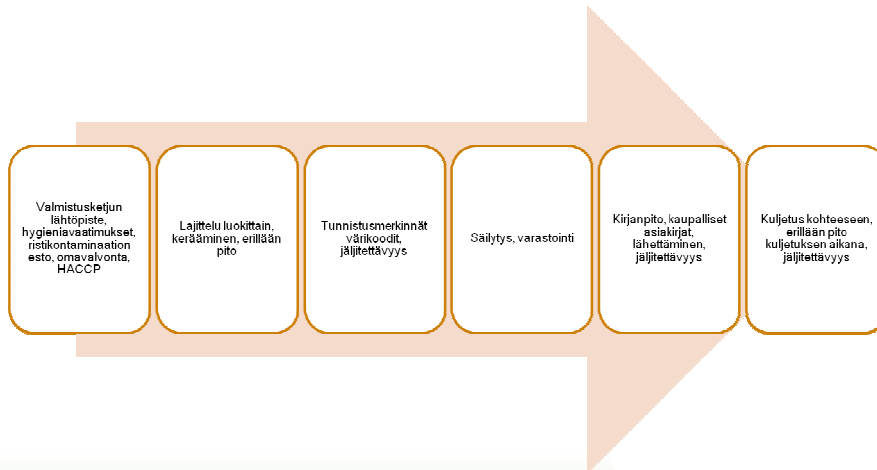 Valmistusketjun
lähtöpiste,
hygieniavaatimukset,
ristikontaminaation
esto, omavalvonta,
HACCP
Lajittelu luokittain,
kerääminen, erillään
pito
Tunnistusmerkinnät
värikoodit,
jäljitettävyys
Säilytys, varastointi
Kirjanpito, kaupalliset
asiakirjat,
lähettäminen,
jäljitettävyys
Kuljetus kohteeseen,
erillään pito
kuljetuksen aikana,
jäljitettävyys